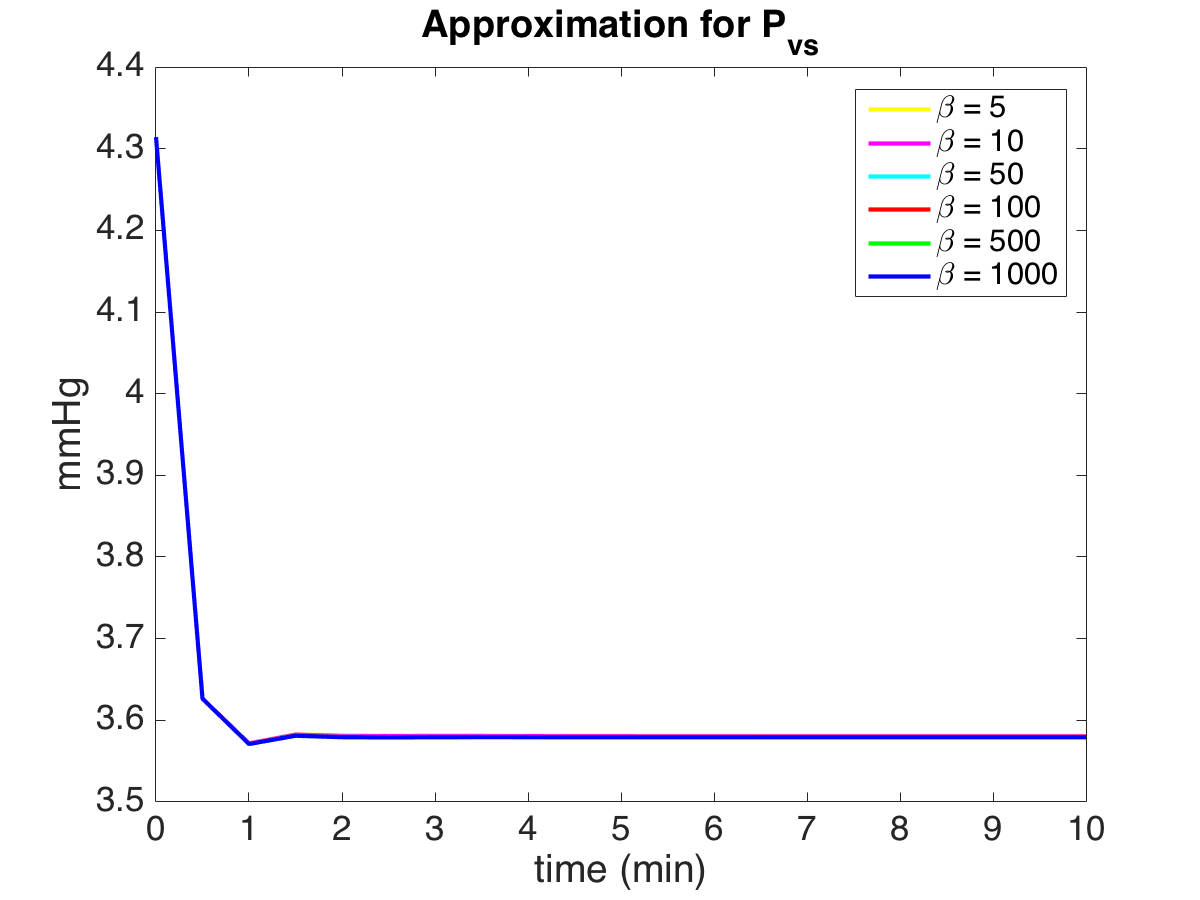 Approximation for P_vs
4.4
4.3
4.2
4.1
4
3.9
3.8
3.7
3.6
3.5
mmHg
β = 5
β = 10
β = 50
β = 100
β = 500
β = 1000
0 1 2 3 4 5 6 7 8 9 10
time (min)